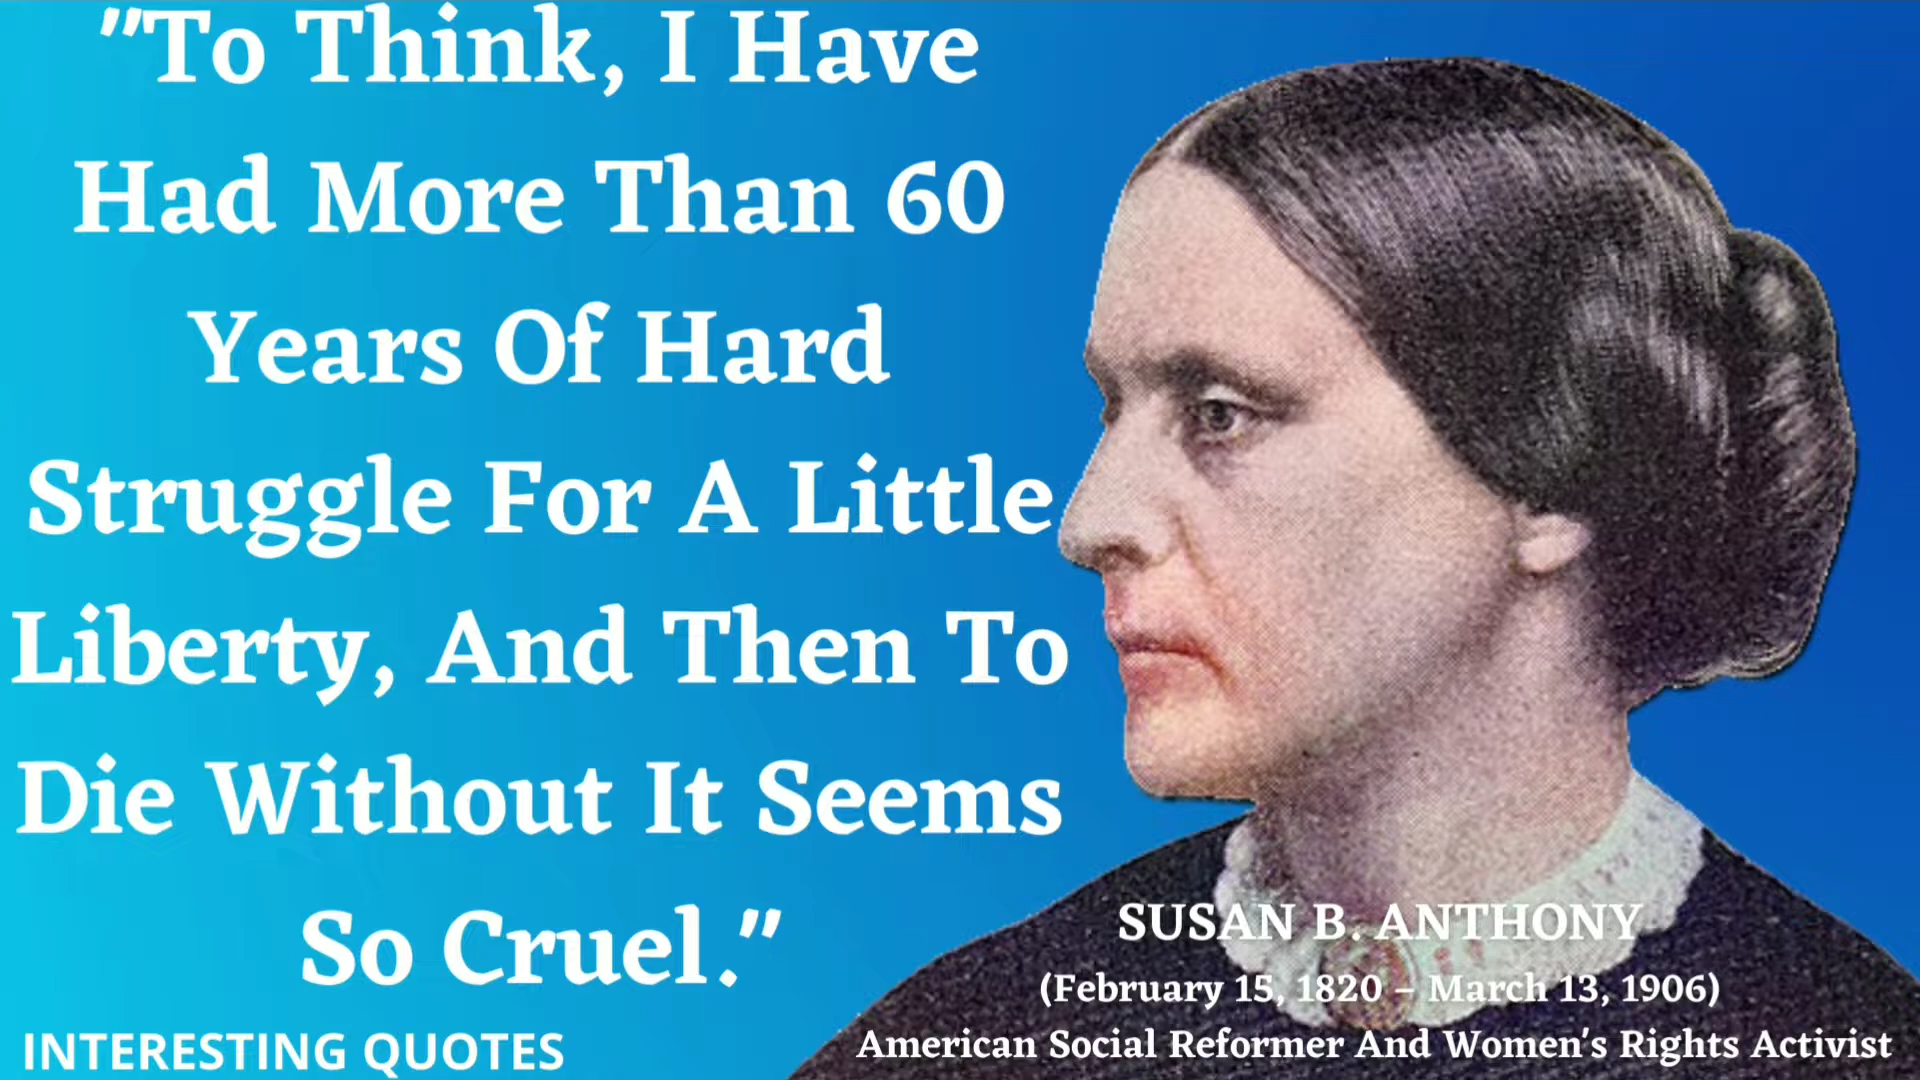 "To Think, I Have
Had More Than 60
Years Of Hard
Struggle For A Little
Liberty, And Then To
Die Without It Seems
So Cruel."
SUSAN B. ANTHONY
(February 15, 1820 – March 13, 1906)
American Social Reformer And Women's Rights Activist
INTERESTING QUOTES